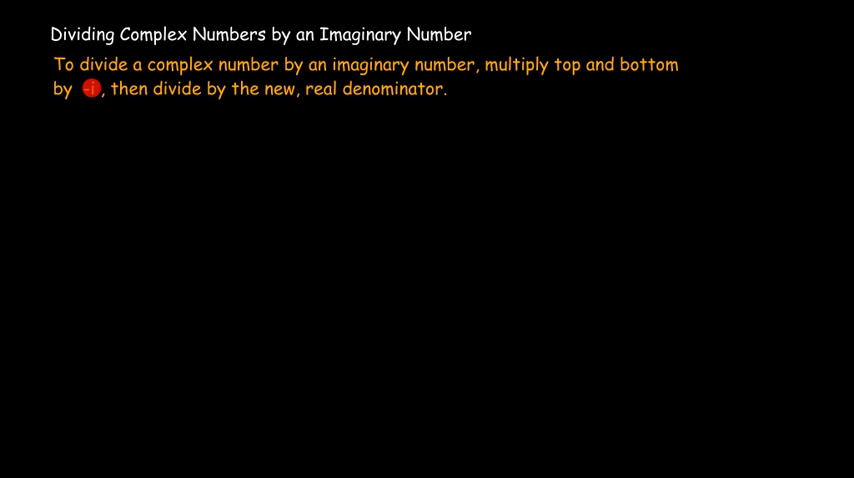 Dividing Complex Numbers by an Imaginary Number
To divide a complex number by an imaginary number, multiply top and bottom
by -i, then divide by the new, real denominator.